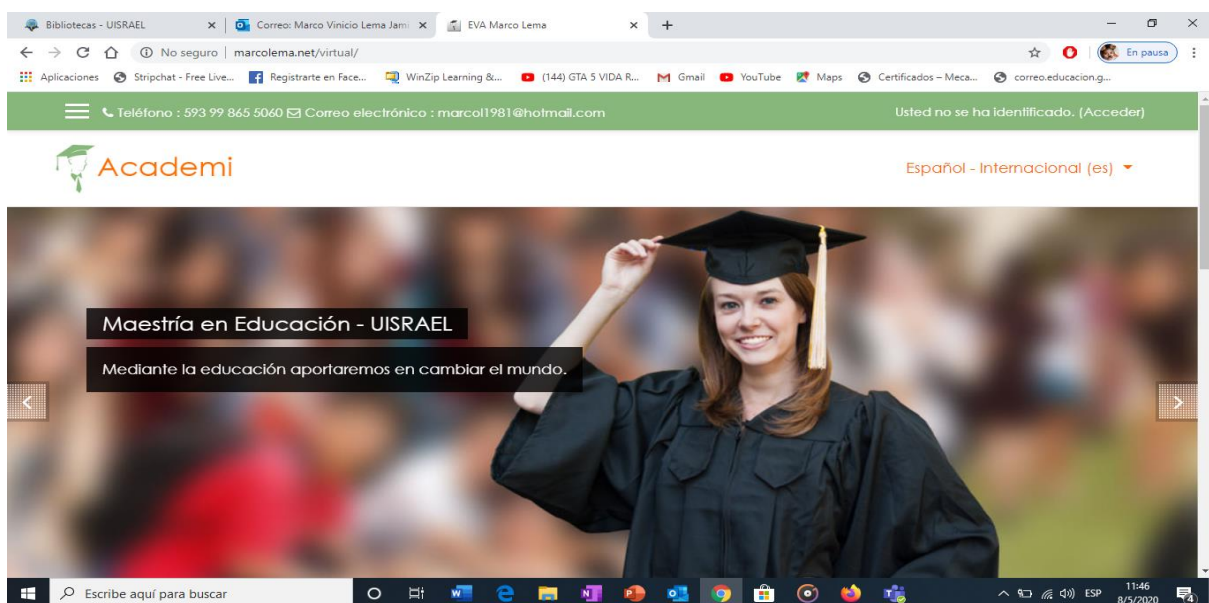 Bibliotecas - UISRAEL
Correo: Marco Vinicio Lema Jami
EVA Marco Lema
No seguro | marcolema.net/virtual/
En pausa
Aplicaciones
Stripchat - Free Live...
Registrarte en Face...
WinZip Learning &...
(144) GTA 5 VIDA R...
Gmail
YouTube
Maps
Certificados – Meca...
correo.educacion.g...
Teléfono : 593 99 865 5060 Correo electrónico : marcol1981@hotmail.com
Usted no se ha identificado. (Acceder)
Academi
Español - Internacional (es)
Maestría en Educación - UISRAEL
Mediante la educación aportaremos en cambiar el mundo.
Escribe aquí para buscar
ESP
11:46
8/5/2020
4